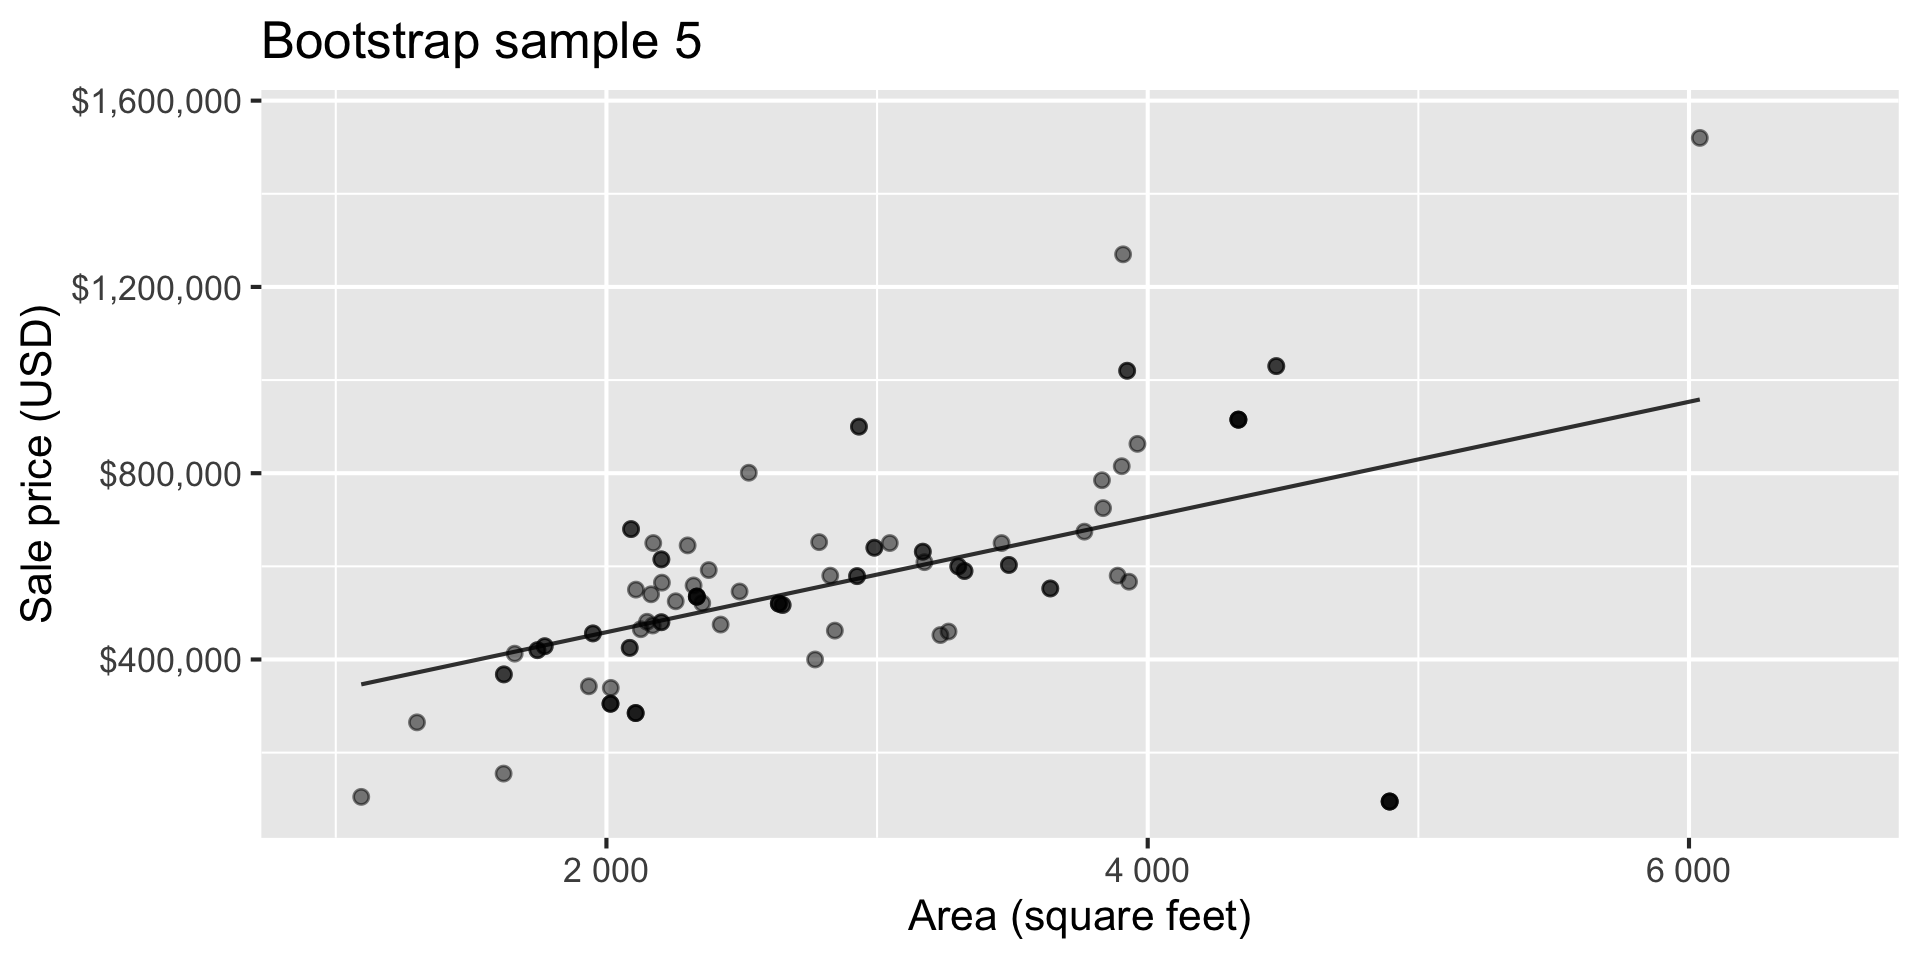 Bootstrap sample 5
$1,600,000
$1,200,000
$800,000
$400,000
Sale price (USD)
2 000 4 000 6 000
Area (square feet)